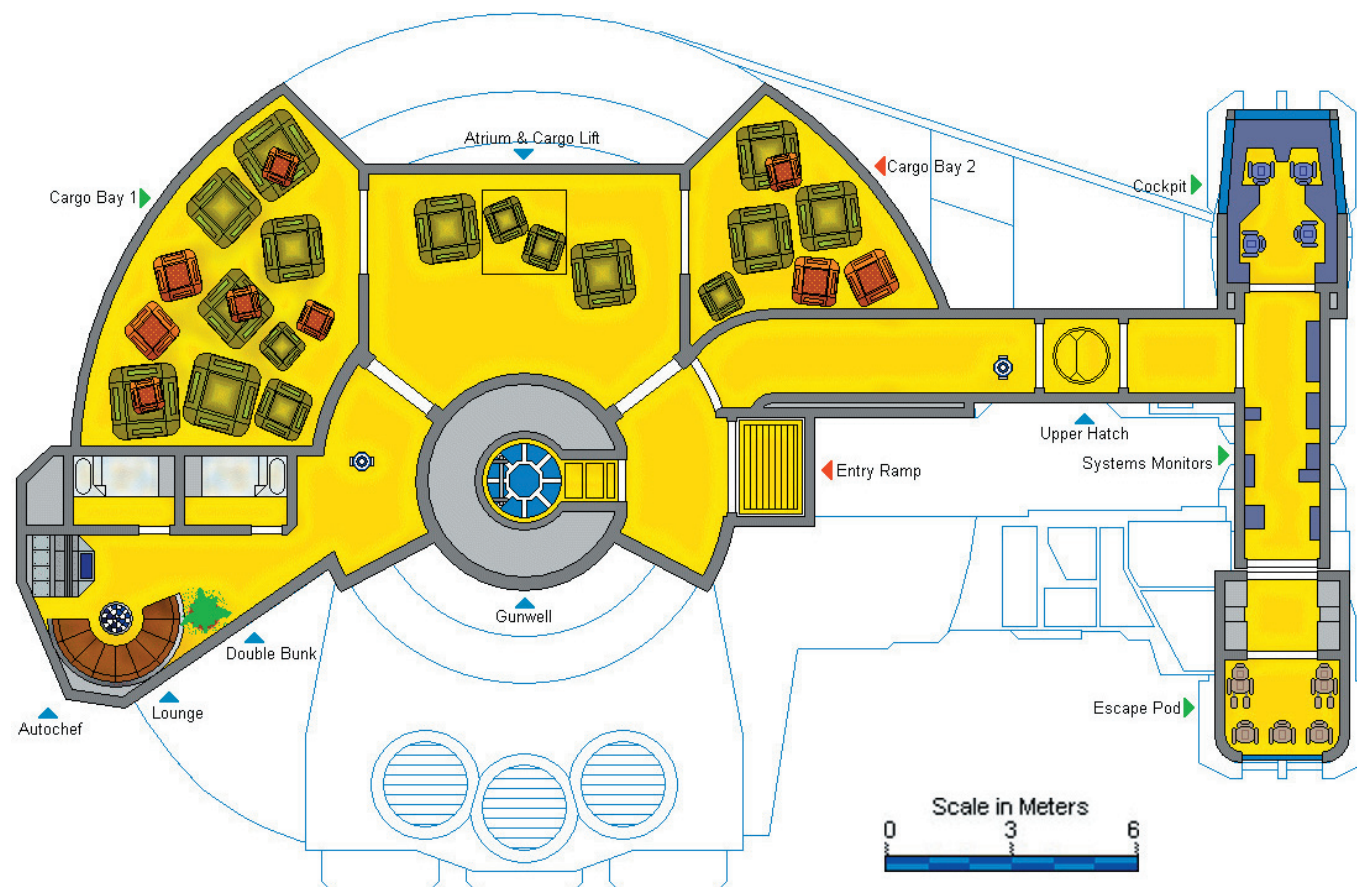 Atrium & Cargo Lift
Cargo Bay 1
Cargo Bay 2
Cockpit
Upper Hatch
Systems Monitors
Entry Ramp
Gunwell
Double Bunk
Lounge
Autochef
Escape Pod
Scale in Meters
0 3 6